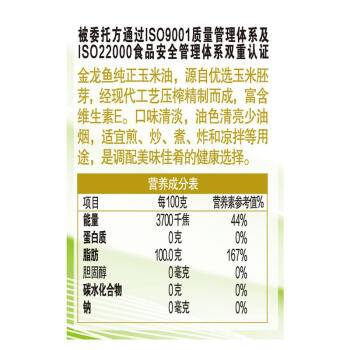 被委托方通过ISO9001质量管理体系及
ISO22000食品安全管理体系双重认证
金龙鱼纯正玉米油，源自优选玉米胚
芽，经现代工艺压榨精制而成，富含
维生素E。口味清淡，油色清亮少油
烟，适宜煎、炒、煮、炸和凉拌等用
途，是调配美味佳肴的健康选择。
营养成分表
项目 每100克 营养素参考值%
能量 3700千焦 44%
蛋白质 0克 0%
脂肪 100.0克 167%
胆固醇 0毫克 0%
碳水化合物 0克 0%
钠 0毫克 0%